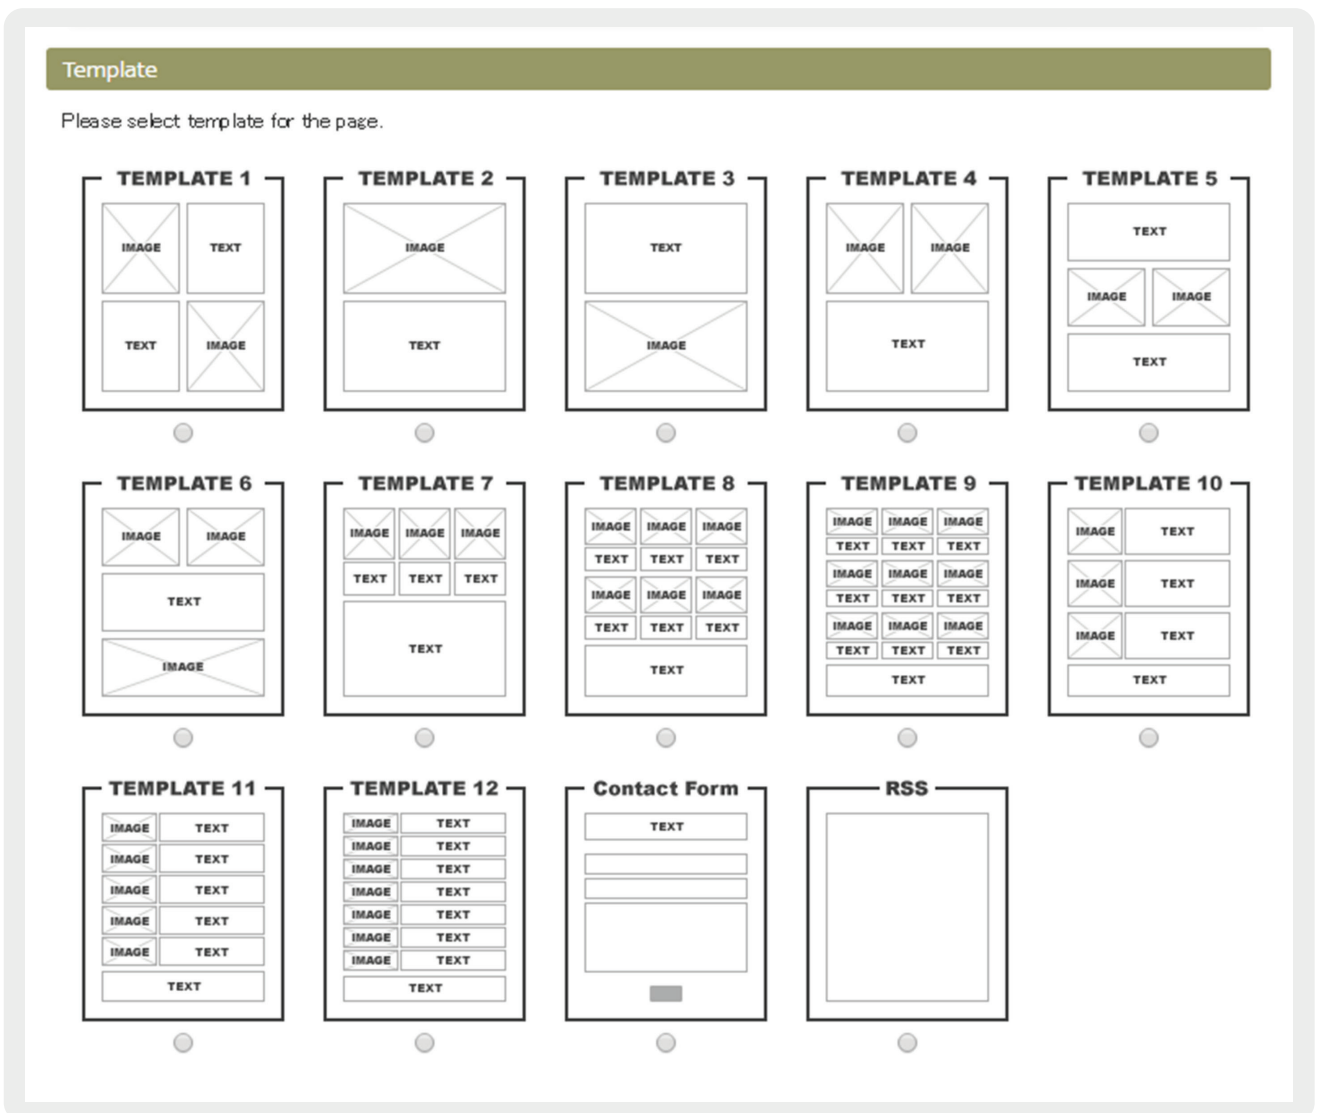 Template
Please select template for the page.
TEMPLATE 1
IMAGE TEXT
TEXT IMAGE
TEMPLATE 2
IMAGE
TEXT
TEMPLATE 3
TEXT
IMAGE
TEMPLATE 4
IMAGE IMAGE
TEXT
TEMPLATE 5
TEXT
IMAGE IMAGE
TEXT
TEMPLATE 6
IMAGE IMAGE
TEXT
IMAGE
TEMPLATE 7
IMAGE IMAGE IMAGE
TEXT TEXT TEXT
TEXT
TEMPLATE 8
IMAGE IMAGE IMAGE
TEXT TEXT TEXT
IMAGE IMAGE IMAGE
TEXT TEXT TEXT
TEXT
TEMPLATE 9
IMAGE IMAGE IMAGE
TEXT TEXT TEXT
IMAGE IMAGE IMAGE
TEXT TEXT TEXT
IMAGE IMAGE IMAGE
TEXT TEXT TEXT
TEXT
TEMPLATE 10
IMAGE TEXT
IMAGE TEXT
IMAGE TEXT
TEXT
TEMPLATE 11
IMAGE TEXT
IMAGE TEXT
IMAGE TEXT
IMAGE TEXT
IMAGE TEXT
TEXT
TEMPLATE 12
IMAGE TEXT
IMAGE TEXT
IMAGE TEXT
IMAGE TEXT
IMAGE TEXT
IMAGE TEXT
IMAGE TEXT
TEXT
Contact Form
TEXT
RSS